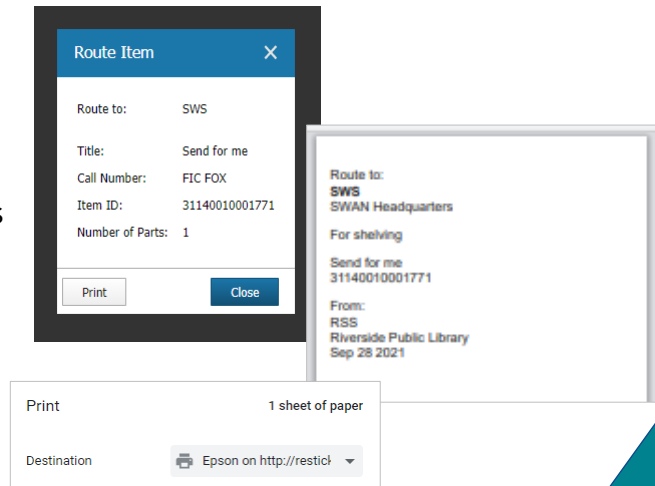 Route Item
Route to: SWS
Title: Send for me
Call Number: FIC FOX
Item ID: 31140010001771
Number of Parts: 1
Print Close
s
Route to:
SWS
SWAN Headquarters
For shelving
Send for me
31140010001771
From:
RSS
Riverside Public Library
Sep 28 2021
Print 1 sheet of paper
Destination Epson on http://restick